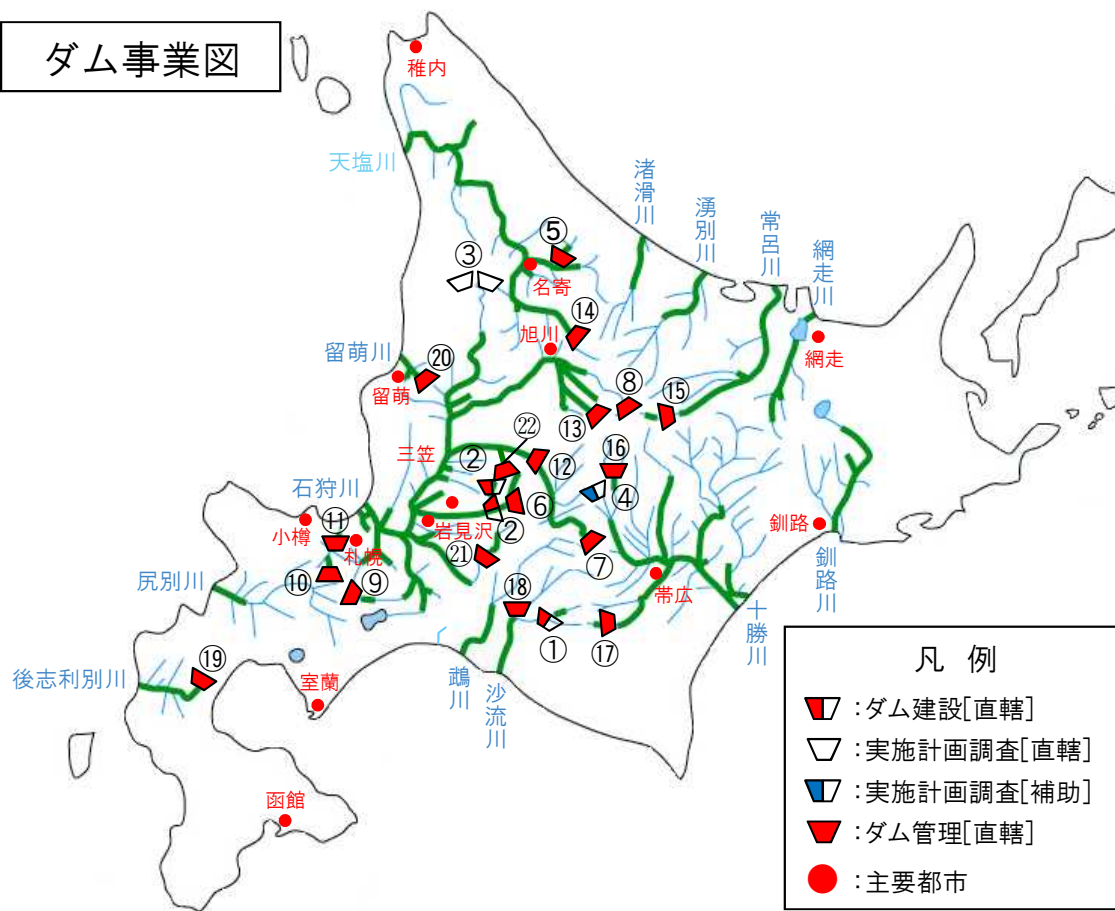 ダム事業図
稚内
天塩川
渚滑川
湧別川
常呂川
網走川
⑤
③
名寄
⑭
旭川
網走
留萌川
⑳
留萌
⑧
⑮
⑬
㉒
三笠
②
⑫
⑯
石狩川
④
⑥
小樽
⑪
岩見沢
②
釧路
札幌
㉑
⑦
尻別川
⑩
⑨
⑱
帯広
釧路川
①
⑰
十勝川
後志利別川
⑲
室蘭
鵡川
沙流川
函館
凡 例
:ダム建設[直轄]
:実施計画調査[直轄]
:実施計画調査[補助]
:ダム管理[直轄]
:主要都市